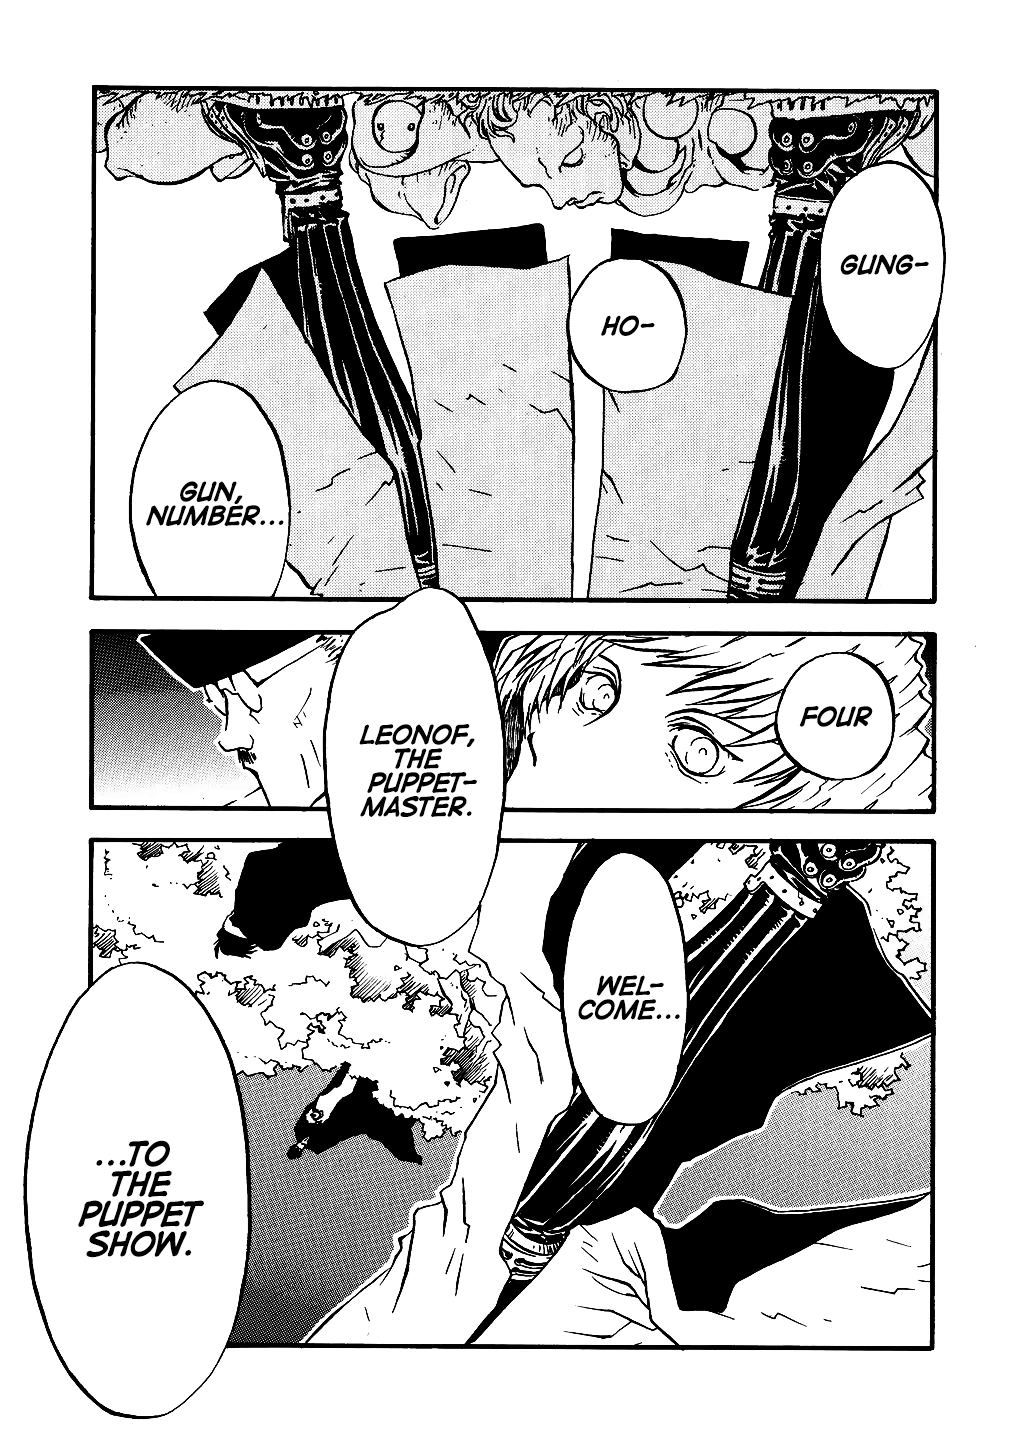 GUNG-
HO-
GUN,
NUMBER...
FOUR
LEONOF,
THE
PUPPET-
MASTER.
WEL-
COME...
...TO
THE
PUPPET
SHOW.